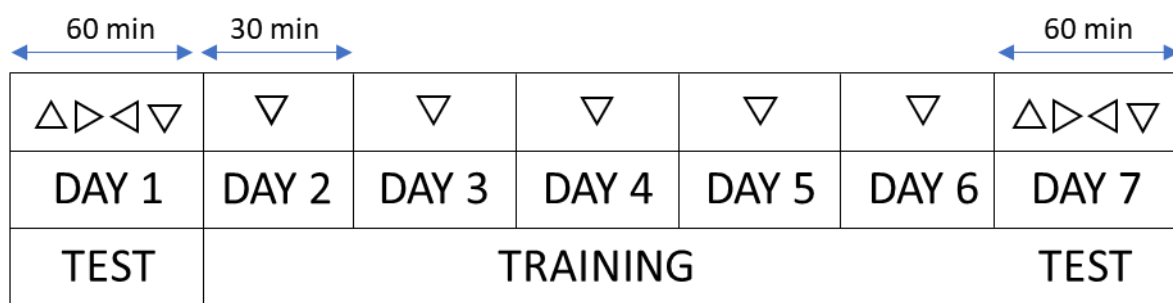 60 min 30 min 60 min
DAY 1 DAY 2 DAY 3 DAY 4 DAY 5 DAY 6 DAY 7
TEST TRAINING TEST